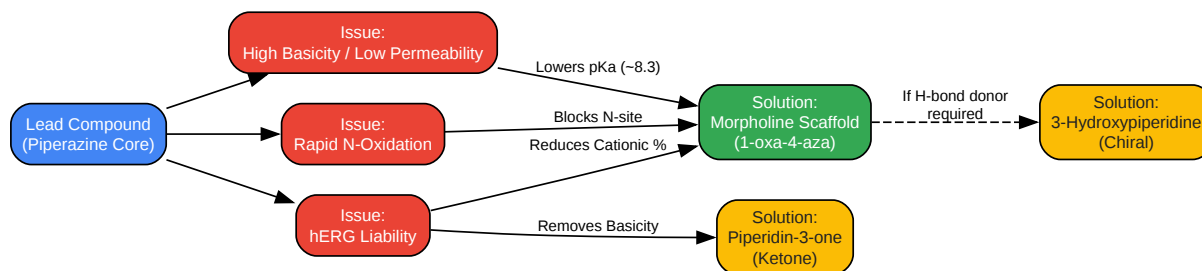 Issue:
High Basicity / Low Permeability
Lowers pKa (~8.3)
Lead Compound
(Piperazine Core)
Issue:
Rapid N-Oxidation
Blocks N-site
Reduces Cationic %
Solution:
Morpholine Scaffold
(1-oxa-4-aza)
If H-bond donor
required
Solution:
3-Hydroxypiperidine
(Chiral)
Issue:
hERG Liability
Removes Basicity
Solution:
Piperidin-3-one
(Ketone)